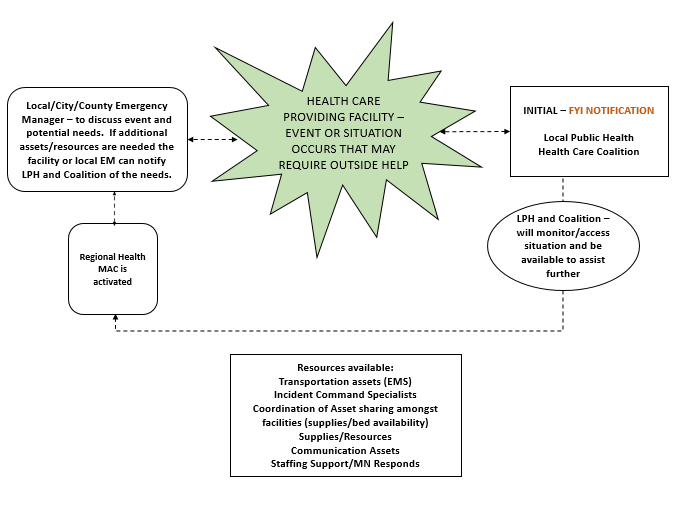 HEALTH CARE
PROVIDING FACILITY –
EVENT OR SITUATION
OCCURS THAT MAY
REQUIRE OUTSIDE HELP
Local/City/County Emergency
Manager – to discuss event and
potential needs.  If additional
assets/resources are needed the
facility or local EM can notify
LPH and Coalition of the needs.
INITIAL – FYI NOTIFICATION
Local Public Health
Health Care Coalition
LPH and Coalition –
will monitor/access
situation and be
available to assist
further
Regional Health
MAC is
activated
Resources available:
Transportation assets (EMS)
Incident Command Specialists
Coordination of Asset sharing amongst
facilities (supplies/bed availability)
Supplies/Resources
Communication Assets
Staffing Support/MN Responds